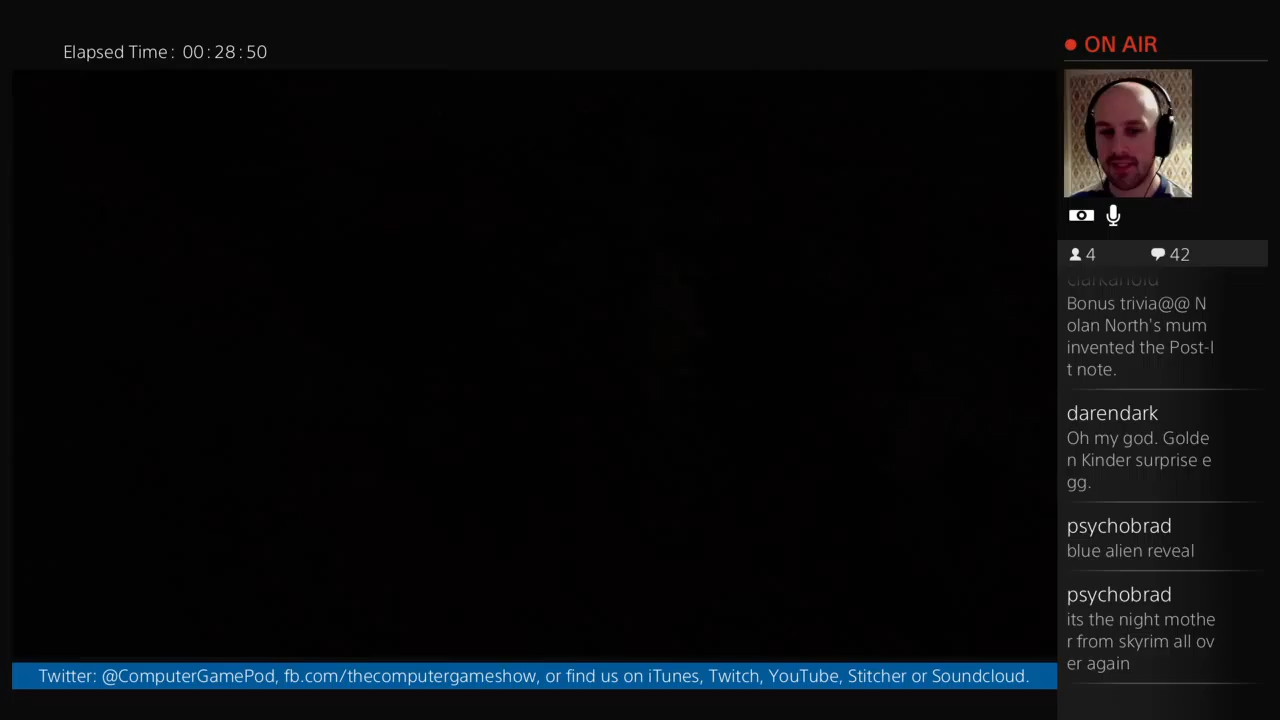 Elapsed Time: 00:28:50
ON AIR
4 42
clarkarlold
Bonus trivia@@ N
olan North's mum
invented the Post-I
t note.
darendark
Oh my god. Golde
n Kinder surprise e
gg.
psychobrad
blue alien reveal
psychobrad
its the night mothe
r from skyrim all ov
er again
Twitter: @ComputerGamePod, fb.com/thecomputergameshow, or find us on iTunes, Twitch, YouTube, Stitcher or Soundcloud.